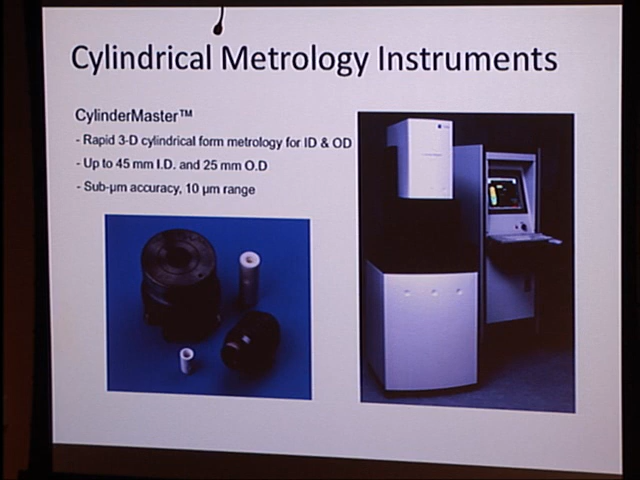 Cylindrical Metrology Instruments
CylinderMaster™
- Rapid 3-D cylindrical form metrology for ID & OD
- Up to 45 mm I.D. and 25 mm O.D
- Sub-µm accuracy, 10 µm range